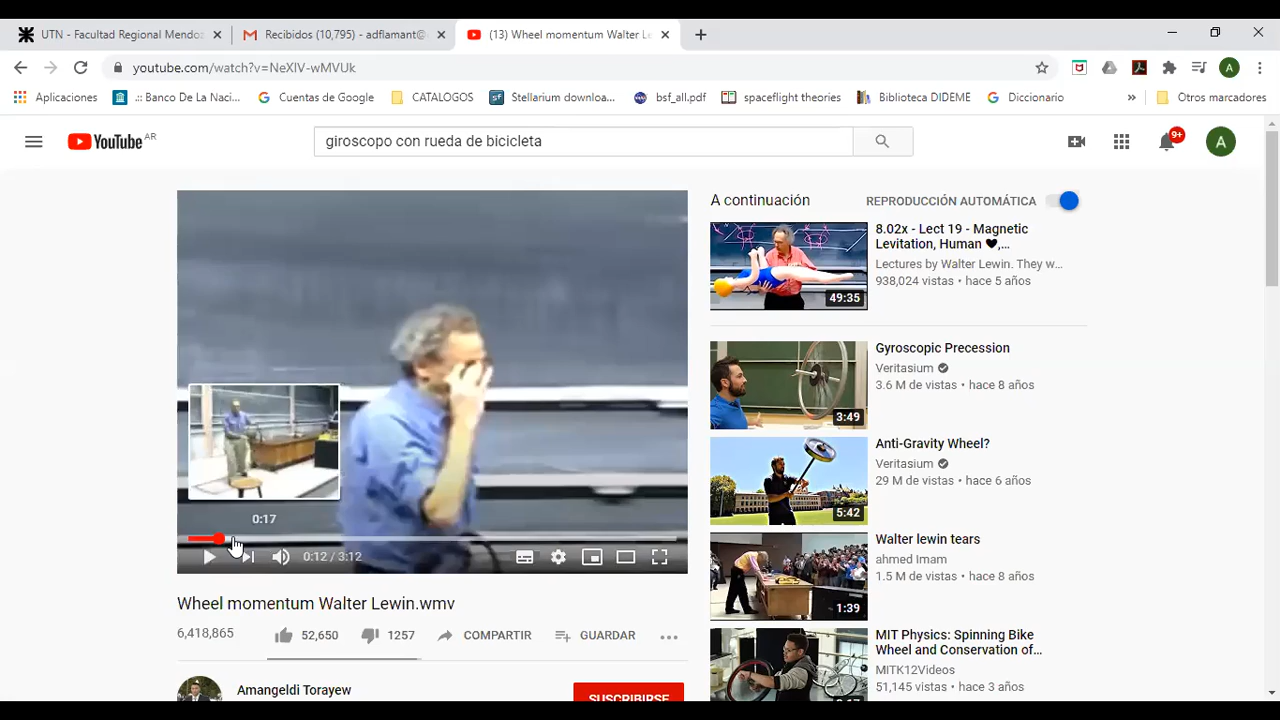 UTN - Facultad Regional Mendoz
Recibidos (10,795) - adflamant@
(13) Wheel momentum Walter Le
youtube.com/watch?v=NeXIV-wMVUk
A
Aplicaciones
.:: Banco De La Naci...
Cuentas de Google
CATALOGOS
Stellarium downloa...
bsf_all.pdf
spaceflight theories
Biblioteca DIDEME
Diccionario
»
Otros marcadores
YouTube AR
giroscopo con rueda de bicicleta
9+
A
A continuación
REPRODUCCIÓN AUTOMÁTICA
8.02x - Lect 19 - Magnetic
Levitation, Human ♥,...
Lectures by Walter Lewin. They w...
938,024 vistas • hace 5 años
49:35
Gyroscopic Precession
Veritasium
3.6 M de vistas • hace 8 años
3:49
Anti-Gravity Wheel?
Veritasium
29 M de vistas • hace 6 años
5:42
Walter lewin tears
ahmed Imam
1.5 M de vistas • hace 8 años
1:39
MIT Physics: Spinning Bike
Wheel and Conservation of...
MITK12Videos
51,145 vistas • hace 3 años
0:17
0:12 / 3:12
Wheel momentum Walter Lewin.wmv
6,418,865
52,650
1257
COMPARTIR
GUARDAR
Amangeldi Torayew
SUSCRIBIRSE